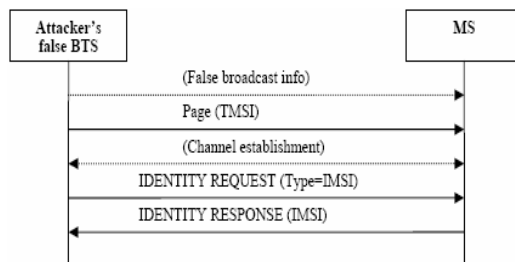 Attacker's
false BTS
MS
(False broadcast info)
Page (TMSI)
(Channel establishment)
IDENTITY REQUEST (Type=IMSI)
IDENTITY RESPONSE (IMSI)